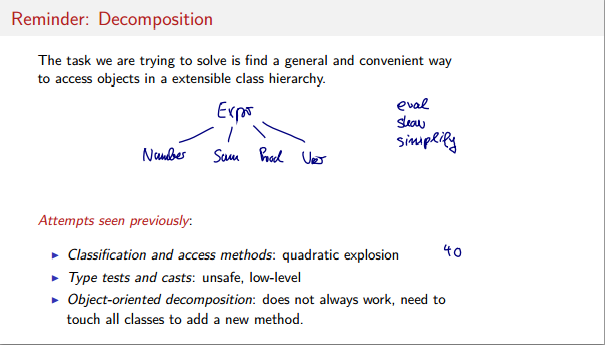 Reminder: Decomposition
The task we are trying to solve is find a general and convenient way
to access objects in a extensible class hierarchy.
Expr
eval
show
simplify
Number Sum Prod Var
Attempts seen previously:
► Classification and access methods: quadratic explosion
40
► Type tests and casts: unsafe, low-level
► Object-oriented decomposition: does not always work, need to
touch all classes to add a new method.